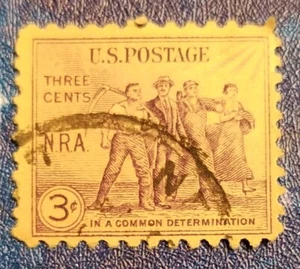 U.S.POSTAGE
THREE
CENTS
N.R.A.
3¢
IN A COMMON DETERMINATION